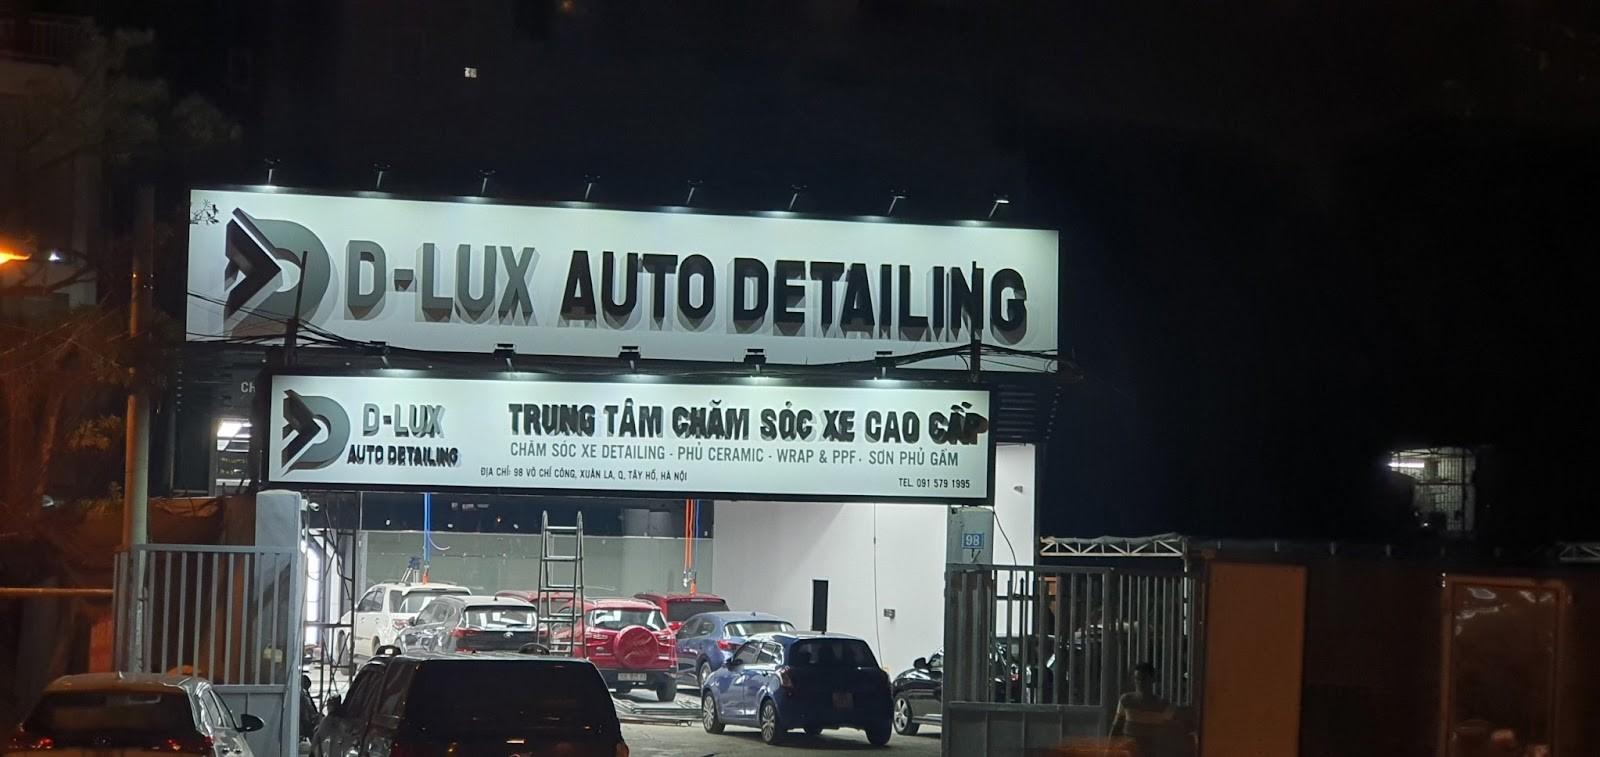 D-LUX AUTO DETAILING
CH
D-LUX
AUTO DETAILING
TRUNG TÂM CHĂM SÓC XE CAO CẤP
CHĂM SÓC XE DETAILING - PHỦ CERAMIC - WRAP & PPF - SƠN PHỦ GẦM
ĐỊA CHỈ: 98 VÕ CHÍ CÔNG, XUÂN LA, Q. TÂY HỒ, HÀ NỘI
TEL. 091 579 1995
98